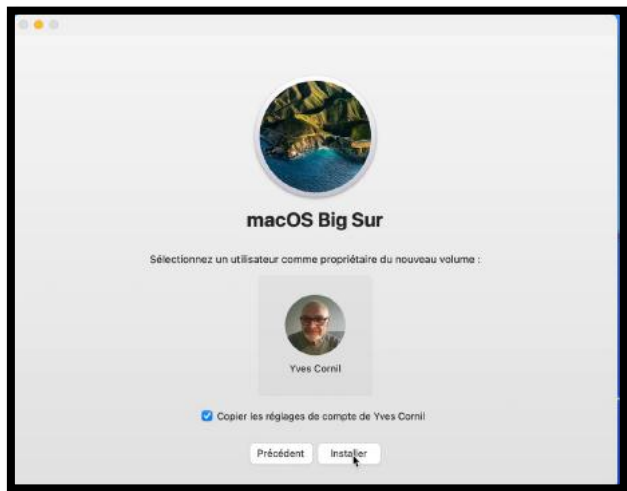 macOS Big Sur
Sélectionnez un utilisateur comme propriétaire du nouveau volume :
Yves Cornil
Copier les réglages de compte de Yves Cornil
Précédent Installer